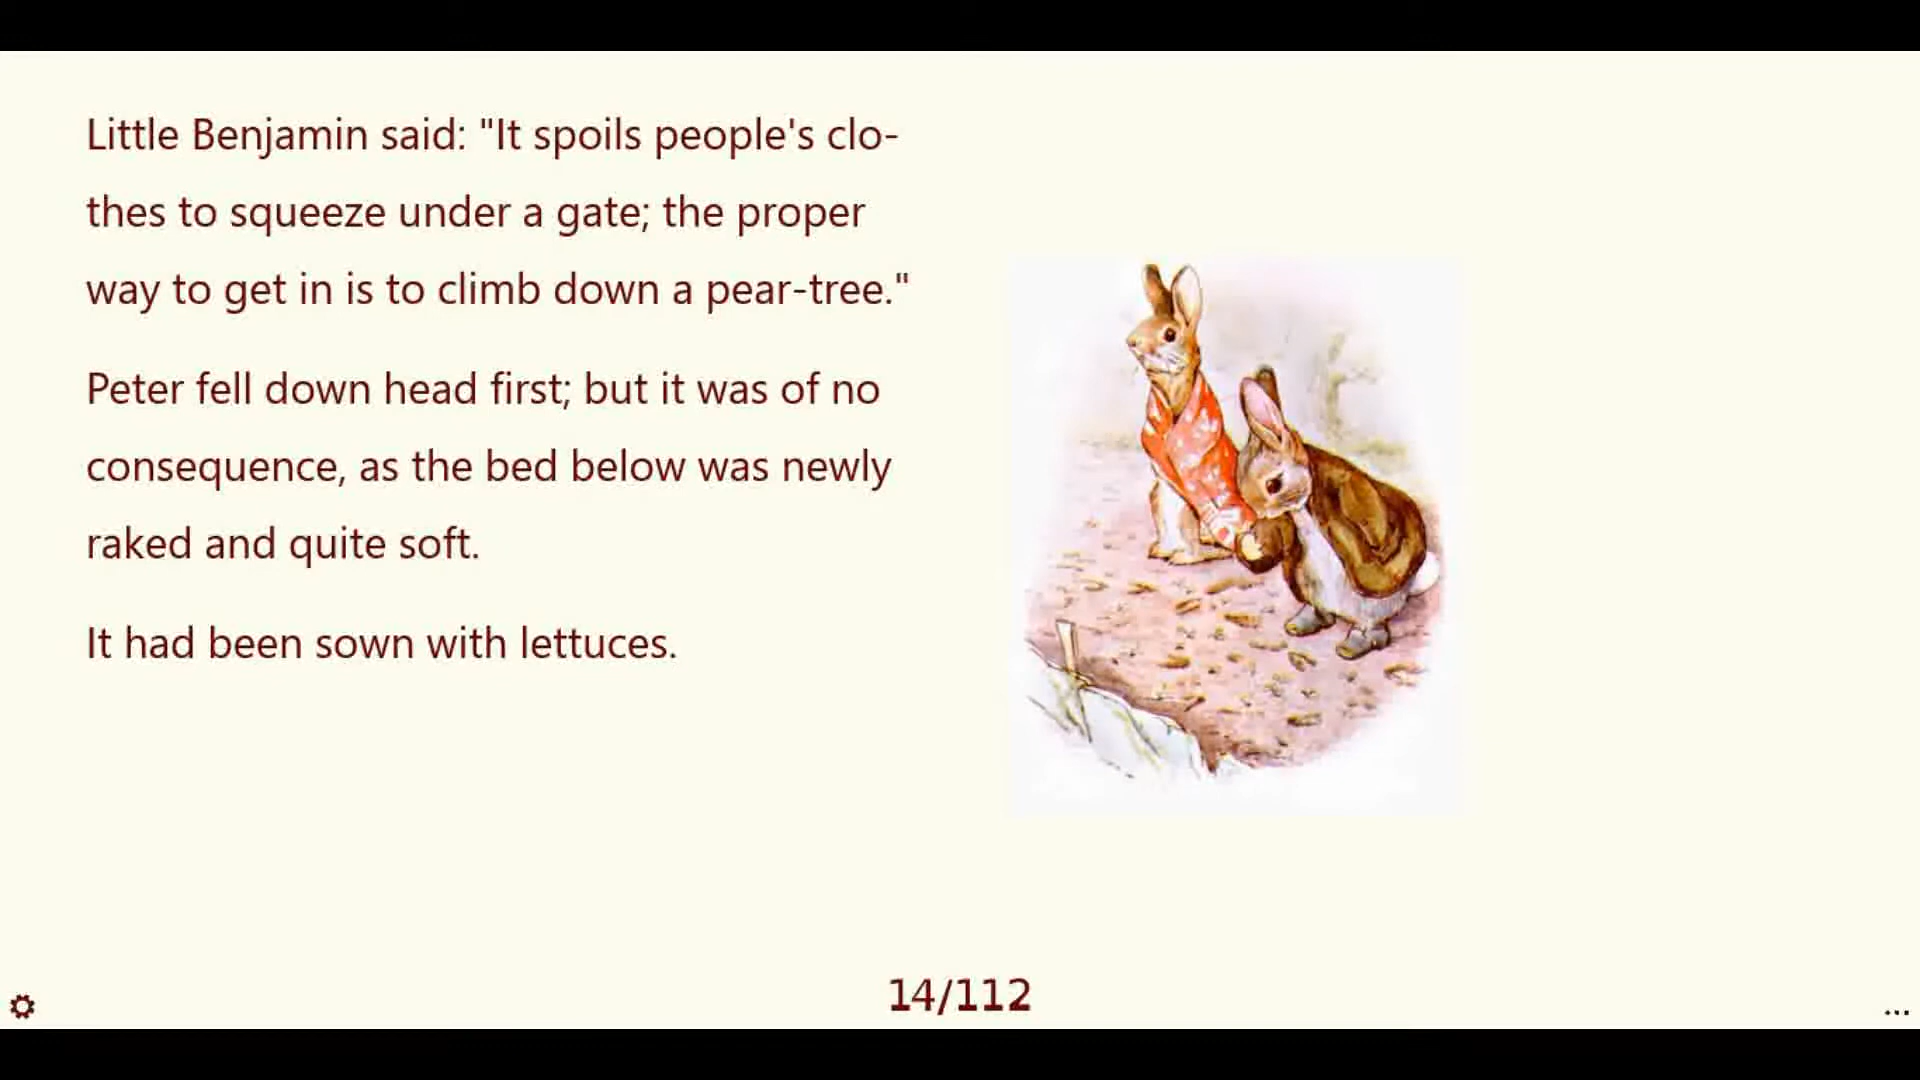 Little Benjamin said: "It spoils people's clo-
thes to squeeze under a gate; the proper
way to get in is to climb down a pear-tree."
Peter fell down head first; but it was of no
consequence, as the bed below was newly
raked and quite soft.
It had been sown with lettuces.
14/112
...